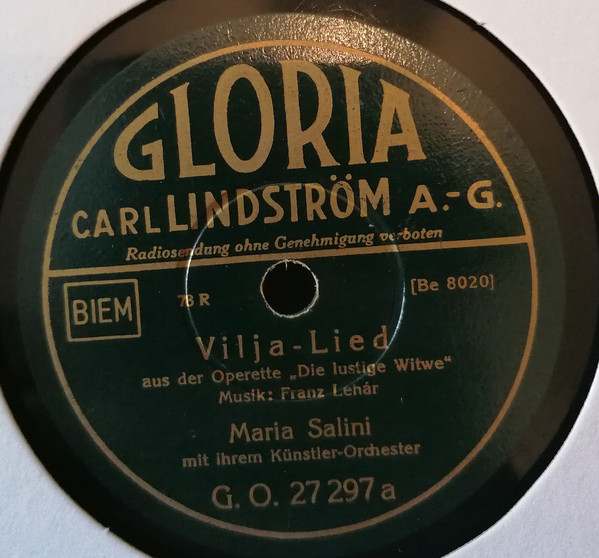 GLORIA
CARL LINDSTRÖM A.-G.
Radiosendung ohne Genehmigung verboten
BIEM 78 R [Be 8020]
Vilja-Lied
aus der Operette „Die lustige Witwe“
Musik: Franz Lehár
Maria Salini
mit ihrem Künstler-Orchester
G. O. 27 297 a